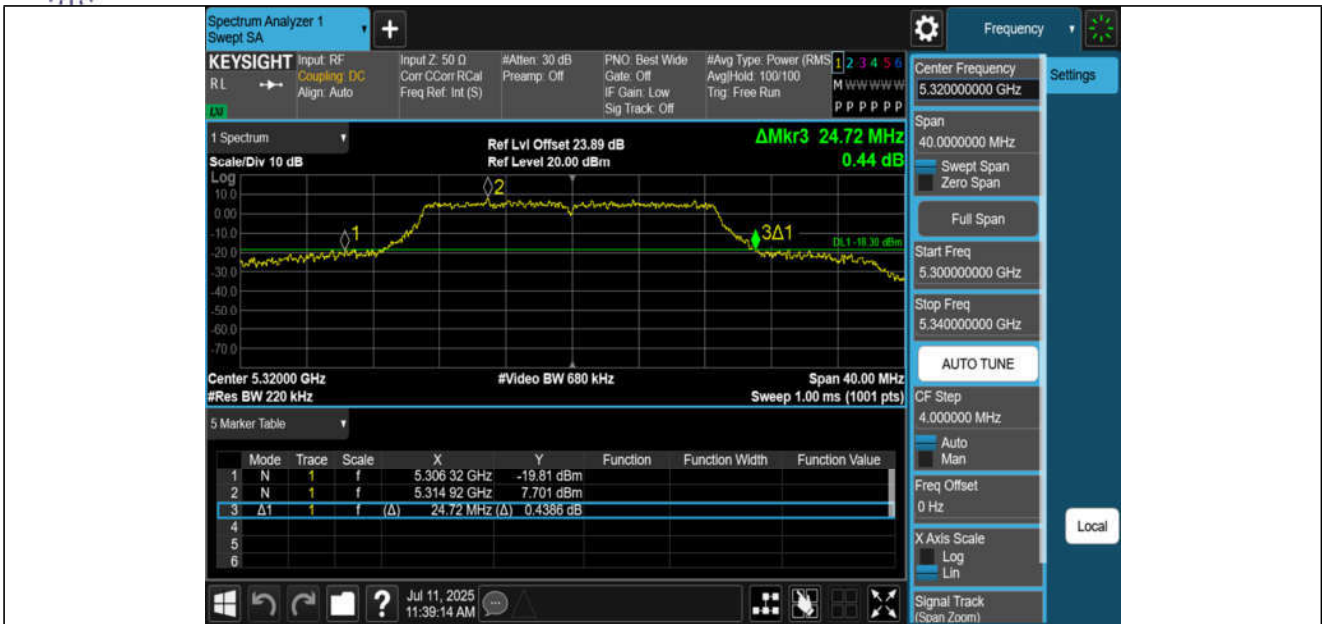 Spectrum Analyzer 1
Swept SA
+
Frequency
KEYSIGHT
RL
LXI
Input: RF
Coupling: DC
Align: Auto
Input Z: 50 Ω
Corr CCorr RCal
Freq Ref: Int (S)
#Atten: 30 dB
Preamp: Off
PNO: Best Wide
Gate: Off
IF Gain: Low
Sig Track: Off
#Avg Type: Power (RMS
Avg|Hold: 100/100
Trig: Free Run
1 2 3 4 5 6
M W W W W W
P P P P P P
1 Spectrum
Scale/Div 10 dB
Ref Lvl Offset 23.89 dB
Ref Level 20.00 dBm
ΔMkr3 24.72 MHz
0.44 dB
Log
10.0
0.00
-10.0
-20.0
-30.0
-40.0
-50.0
-60.0
-70.0
1
2
3Δ1
DL1 -18.30 dBm
Center 5.32000 GHz
#Video BW 680 kHz
Span 40.00 MHz
#Res BW 220 kHz
Sweep 1.00 ms (1001 pts)
5 Marker Table
Mode Trace Scale X Y Function Function Width Function Value
1 N 1 f 5.306 32 GHz -19.81 dBm
2 N 1 f 5.314 92 GHz 7.701 dBm
3 Δ1 1 f (Δ) 24.72 MHz (Δ) 0.4386 dB
4
5
6
?
Jul 11, 2025
11:39:14 AM
Center Frequency
5.320000000 GHz
Settings
Span
40.0000000 MHz
Swept Span
Zero Span
Full Span
Start Freq
5.300000000 GHz
Stop Freq
5.340000000 GHz
AUTO TUNE
CF Step
4.000000 MHz
Auto
Man
Freq Offset
0 Hz
X Axis Scale
Log
Lin
Local
Signal Track
(Span Zoom)